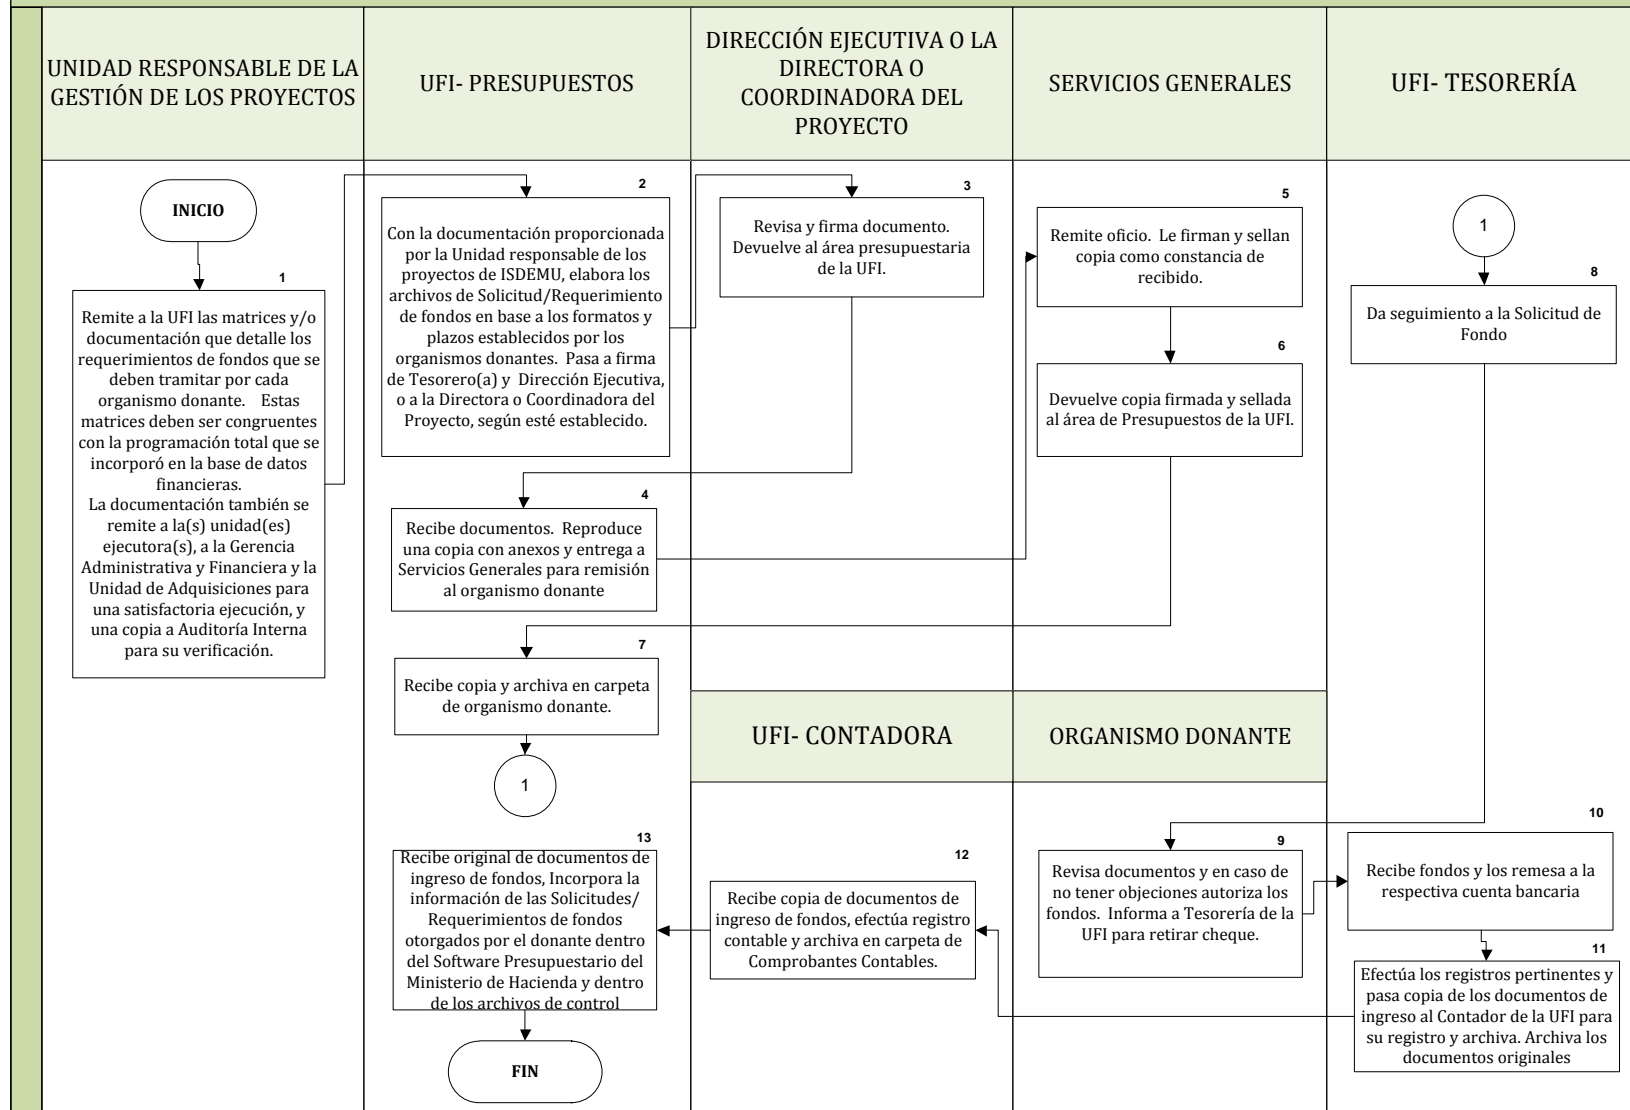 UNIDAD RESPONSABLE DE LA
GESTIÓN DE LOS PROYECTOS
UFI- PRESUPUESTOS
DIRECCIÓN EJECUTIVA O LA
DIRECTORA O
COORDINADORA DEL
PROYECTO
SERVICIOS GENERALES
UFI- TESORERÍA
INICIO
1
Remite a la UFI las matrices y/o
documentación que detalle los
requerimientos de fondos que se
deben tramitar por cada
organismo donante. Estas
matrices deben ser congruentes
con la programación total que se
incorporó en la base de datos
financieras.
La documentación también se
remite a la(s) unidad(es)
ejecutora(s), a la Gerencia
Administrativa y Financiera y la
Unidad de Adquisiciones para
una satisfactoria ejecución, y
una copia a Auditoría Interna
para su verificación.
2
Con la documentación proporcionada
por la Unidad responsable de los
proyectos de ISDEMU, elabora los
archivos de Solicitud/Requerimiento
de fondos en base a los formatos y
plazos establecidos por los
organismos donantes. Pasa a firma
de Tesorero(a) y Dirección Ejecutiva,
o a la Directora o Coordinadora del
Proyecto, según esté establecido.
3
Revisa y firma documento.
Devuelve al área presupuestaria
de la UFI.
4
Recibe documentos. Reproduce
una copia con anexos y entrega a
Servicios Generales para remisión
al organismo donante
5
Remite oficio. Le firman y sellan
copia como constancia de
recibido.
6
Devuelve copia firmada y sellada
al área de Presupuestos de la UFI.
7
Recibe copia y archiva en carpeta
de organismo donante.
1
1
8
Da seguimiento a la Solicitud de
Fondo
UFI- CONTADORA
ORGANISMO DONANTE
9
Revisa documentos y en caso de
no tener objeciones autoriza los
fondos. Informa a Tesorería de la
UFI para retirar cheque.
10
Recibe fondos y los remesa a la
respectiva cuenta bancaria
11
Efectúa los registros pertinentes y
pasa copia de los documentos de
ingreso al Contador de la UFI para
su registro y archiva. Archiva los
documentos originales
12
Recibe copia de documentos de
ingreso de fondos, efectúa registro
contable y archiva en carpeta de
Comprobantes Contables.
13
Recibe original de documentos de
ingreso de fondos, Incorpora la
información de las Solicitudes/
Requerimientos de fondos
otorgados por el donante dentro
del Software Presupuestario del
Ministerio de Hacienda y dentro
de los archivos de control
FIN